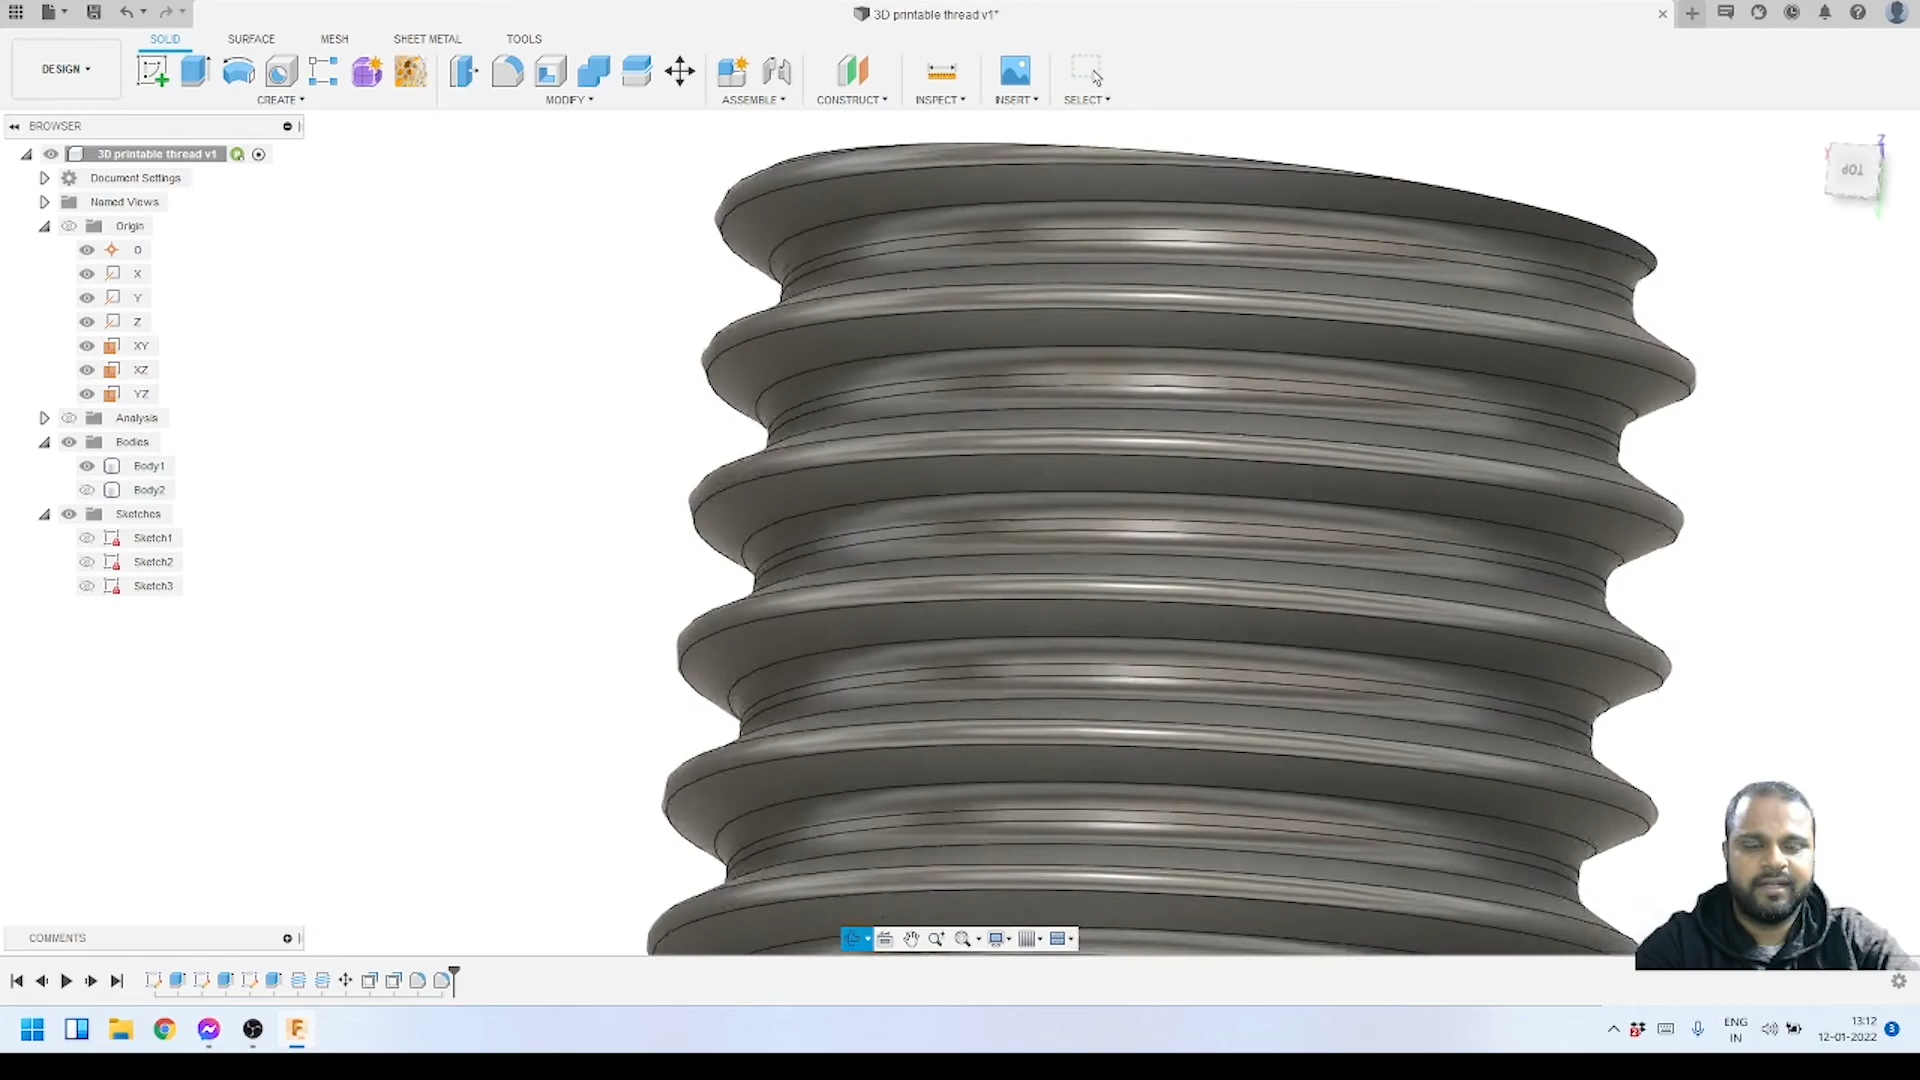 3D printable thread v1*
SOLID SURFACE MESH SHEET METAL TOOLS
DESIGN
CREATE MODIFY ASSEMBLE CONSTRUCT INSPECT INSERT SELECT
BROWSER
3D printable thread v1
Document Settings
Named Views
Origin
O
X
Y
Z
XY
XZ
YZ
Analysis
Bodies
Body1
Body2
Sketches
Sketch1
Sketch2
Sketch3
TOP
Z
COMMENTS
ENG
IN
13:12
12-01-2022
3